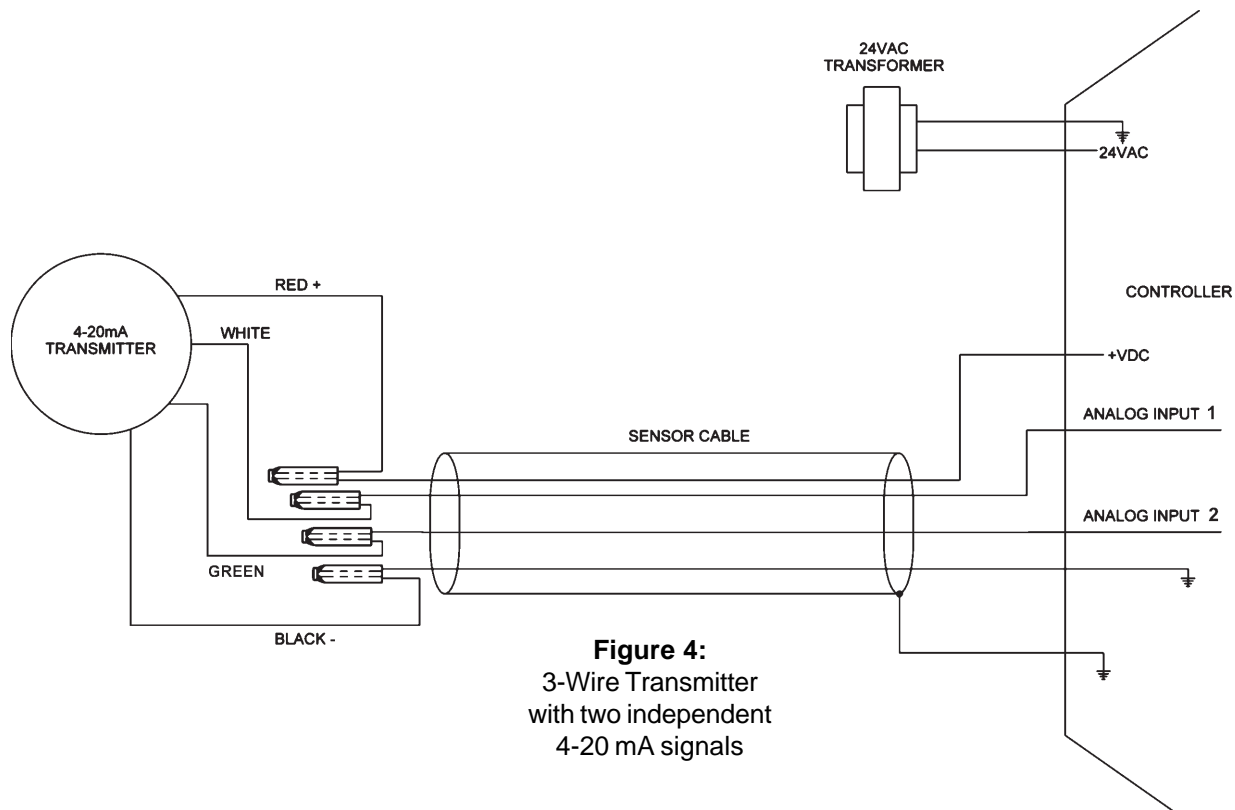 24VAC
TRANSFORMER
24VAC
CONTROLLER
RED +
4-20mA
TRANSMITTER
WHITE
+VDC
ANALOG INPUT 1
SENSOR CABLE
ANALOG INPUT 2
GREEN
BLACK -
Figure 4:
3-Wire Transmitter
with two independent
4-20 mA signals